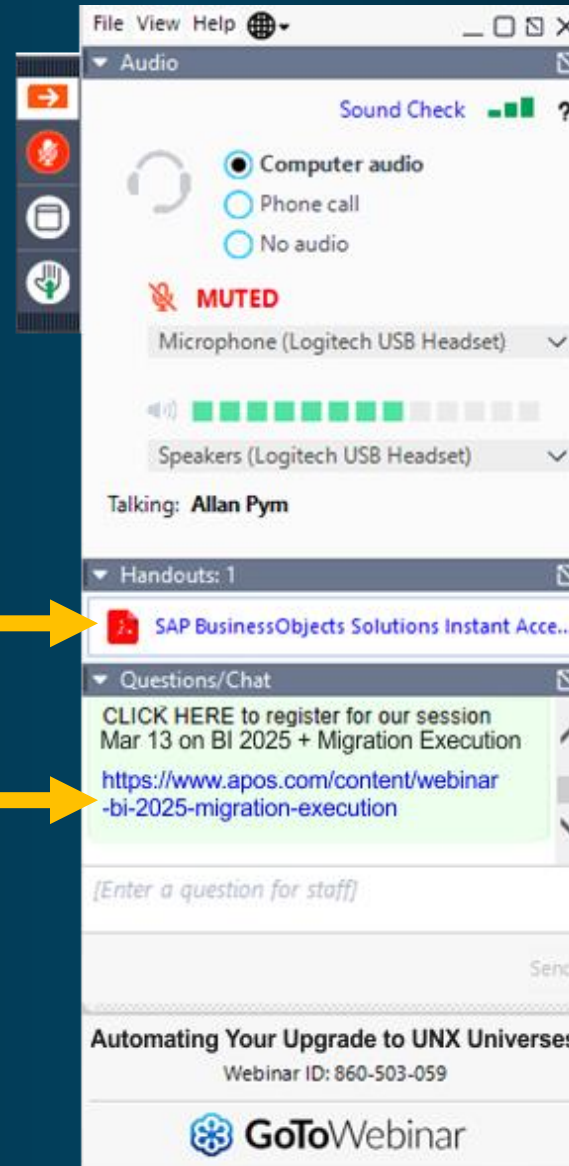 File View Help
Audio
Sound Check ?
Computer audio
Phone call
No audio
MUTED
Microphone (Logitech USB Headset)
Speakers (Logitech USB Headset)
Talking: Allan Pym
Handouts: 1
SAP BusinessObjects Solutions Instant Acce...
Questions/Chat
CLICK HERE to register for our session
Mar 13 on BI 2025 + Migration Execution
https://www.apos.com/content/webinar
-bi-2025-migration-execution
[Enter a question for staff]
Send
Automating Your Upgrade to UNX Universes
Webinar ID: 860-503-059
GoToWebinar